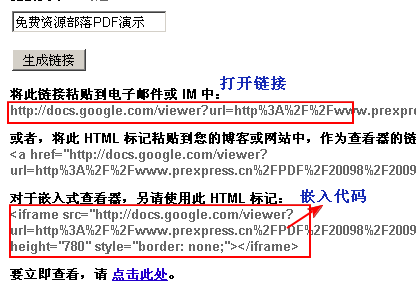 免费资源部落PDF演示
生成链接
打开链接
将此链接粘贴到电子邮件或 IM 中：
http://docs.google.com/viewer?url=http%3A%2F%2Fwww.prexpre
或者，将此 HTML 标记粘贴到您的博客或网站中，作为查看器的链
<a href="http://docs.google.com/viewer?
url=http%3A%2F%2Fwww.prexpress.cn%2FPDF%2F20098%2F2009
对于嵌入式查看器，另请使用此 HTML 标记：
嵌入代码
<iframe src="http://docs.google.com/viewer?
url=http%3A%2F%2Fwww.prexpress.cn%2FPDF%2F20098%2F2009
height="780" style="border: none;"></iframe>
要立即查看，请 点击此处。